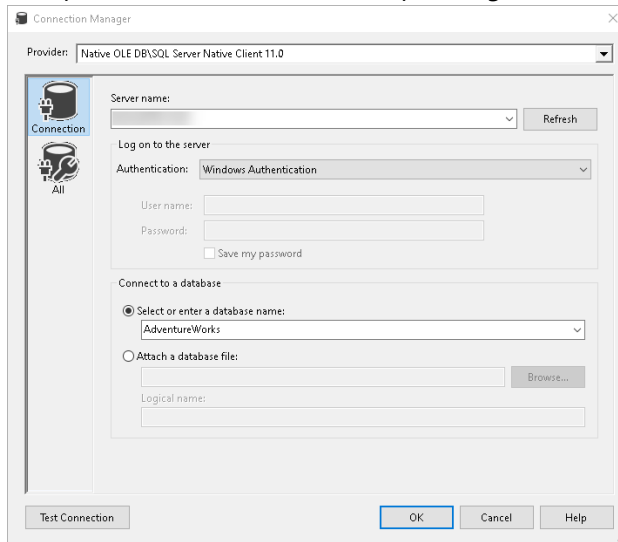 Connection Manager
Provider: Native OLE DB\SQL Server Native Client 11.0
Connection
All
Server name:
Refresh
Log on to the server
Authentication: Windows Authentication
User name:
Password:
Save my password
Connect to a database
Select or enter a database name:
AdventureWorks
Attach a database file:
Browse...
Logical name:
Test Connection OK Cancel Help